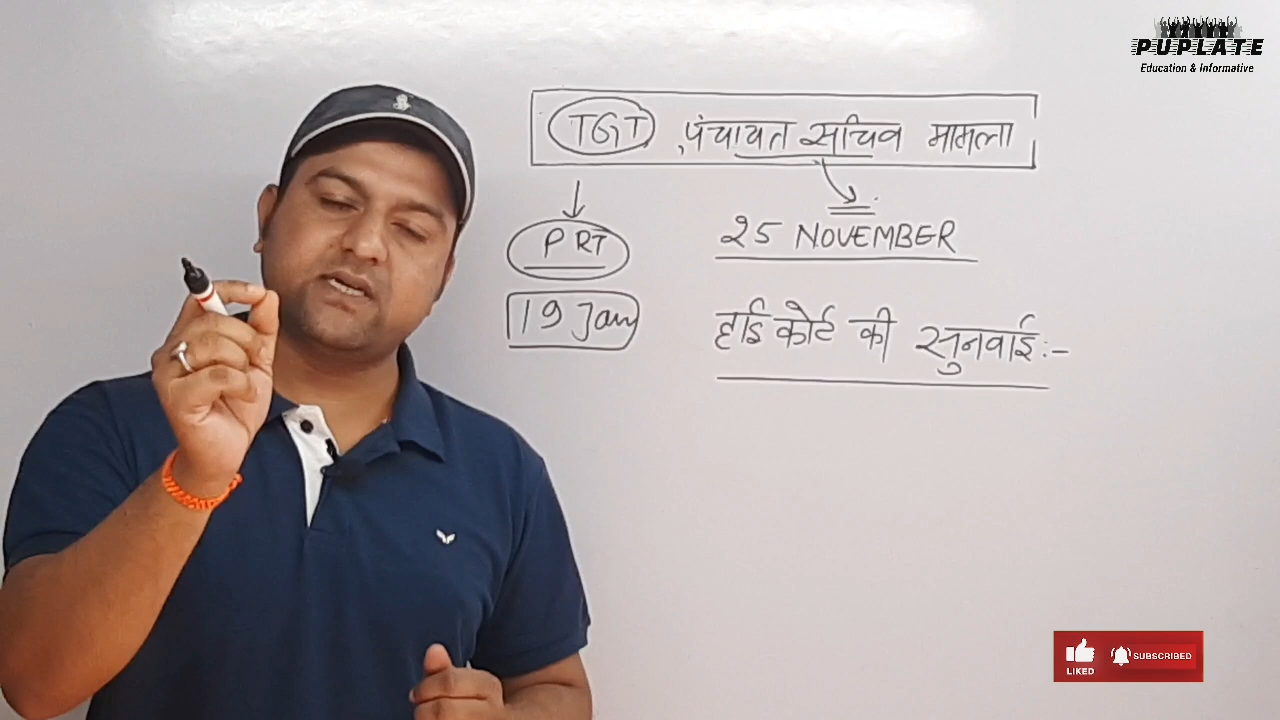 PUPLATE
Education & Informative
TGT पंचायत सचिव मामला
PRT
25 NOVEMBER
19 Jan
हाई कोर्ट की सुनवाई:-
LIKED
SUBSCRIBED